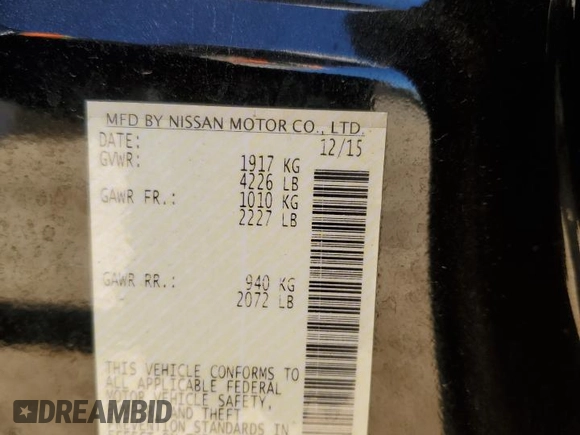 MFD BY NISSAN MOTOR CO., LTD.
DATE: 12/15
GVWR: 1917 KG
4226 LB
GAWR FR.: 1010 KG
2227 LB
GAWR RR.: 940 KG
2072 LB
THIS VEHICLE CONFORMS TO
ALL APPLICABLE FEDERAL
MOTOR VEHICLE SAFETY,
AND THEFT
STANDARDS IN
DREAMBID